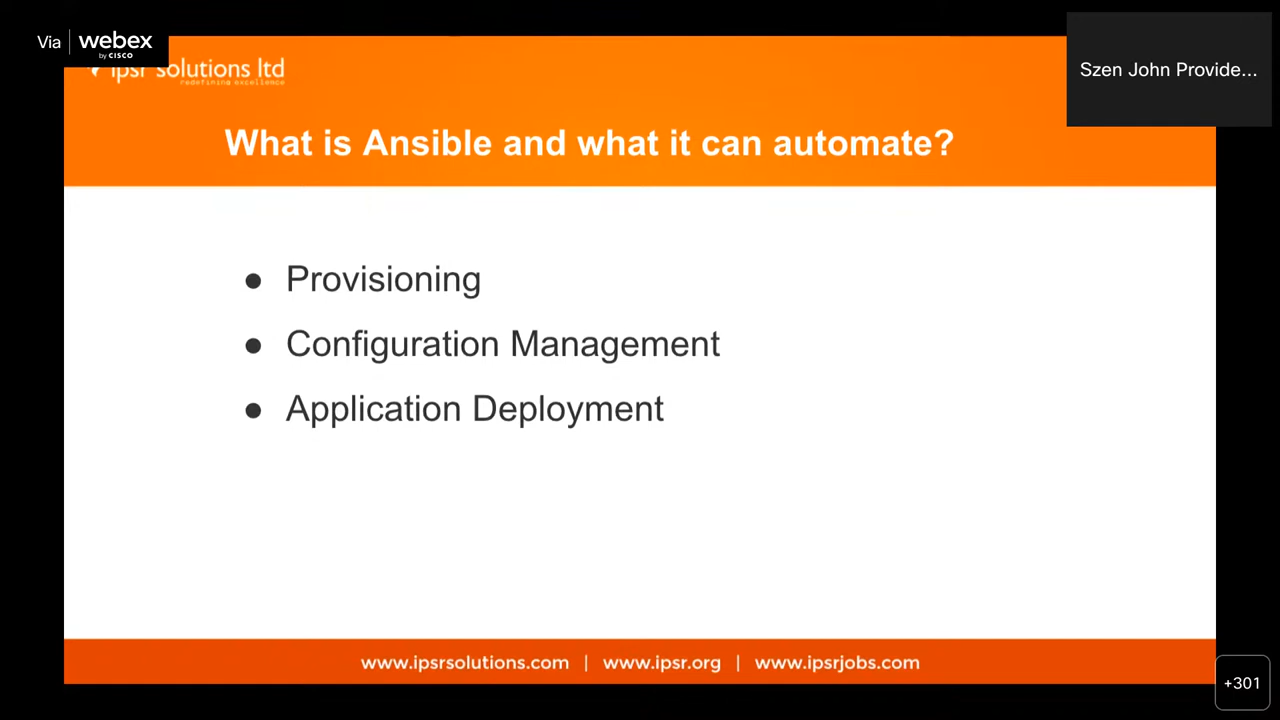 Via webex
by CISCO
Szen John Provide...
ipsr solutions ltd
redefining excellence
What is Ansible and what it can automate?
● Provisioning
● Configuration Management
● Application Deployment
www.ipsrsolutions.com | www.ipsr.org | www.ipsrjobs.com
+301